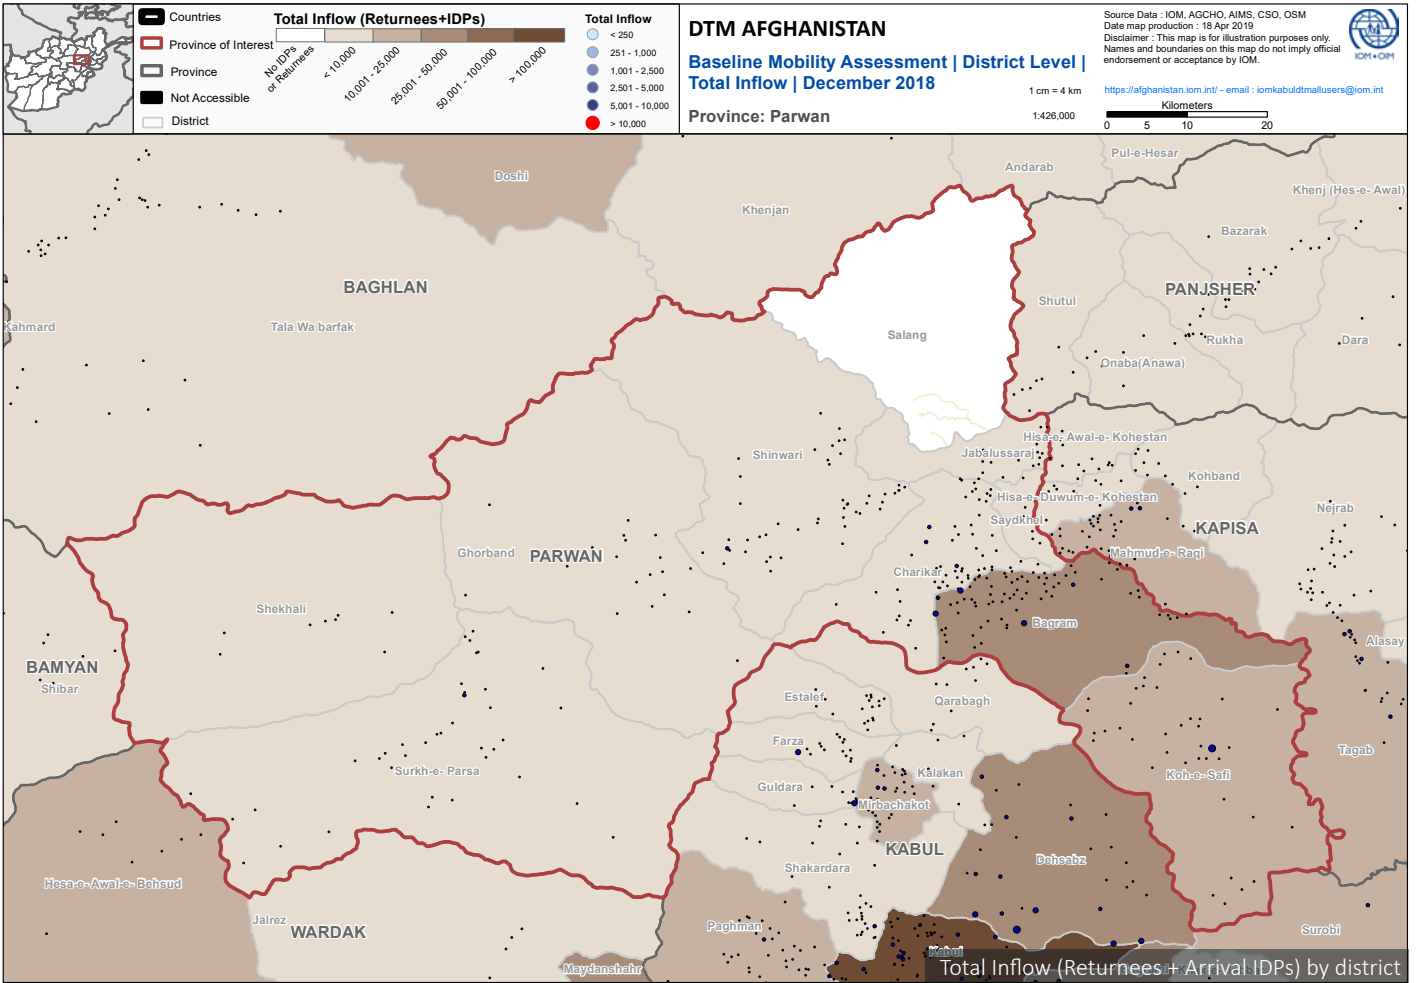 Countries
Province of Interest
Province
Not Accessible
District
Total Inflow (Returnees+IDPs)
No IDPs
or Returnees
< 10,000
10,001 - 25,000
25,001 - 50,000
50,001 - 100,000
> 100,000
Total Inflow
< 250
251 - 1,000
1,001 - 2,500
2,501 - 5,000
5,001 - 10,000
> 10,000
DTM AFGHANISTAN
Baseline Mobility Assessment | District Level |
Total Inflow | December 2018
Province: Parwan
1 cm = 4 km
1:426,000
Source Data : IOM, AGCHO, AIMS, CSO, OSM
Date map production : 18 Apr 2019
Disclaimer : This map is for illustration purposes only.
Names and boundaries on this map do not imply official
endorsement or acceptance by IOM.
https://afghanistan.iom.int/ - email : iomkabuldtmallusers@iom.int
Kilometers
0 5 10 20
IOM•OIM
Pul-e-Hesar
Andarab
Doshi
Khenj (Hes-e- Awal)
Khenjan
Bazarak
BAGHLAN
PANJSHER
Shutul
Kahmard
Tala Wa barfak
Salang
Rukha
Dara
Onaba(Anawa)
Hisa-e- Awal-e- Kohestan
Shinwari
Jabalussaraj
Kohband
Hisa-e- Duwum-e- Kohestan
Nejrab
Saydkhel
KAPISA
Ghorband
PARWAN
Mahmud-e- Raqi
Charikar
Shekhali
Bagram
Alasay
BAMYAN
Shibar
Estalef
Qarabagh
Farza
Tagab
Surkh-e- Parsa
Kalakan
Koh-e- Safi
Guldara
Mirbachakot
KABUL
Dehsabz
Shakardara
Hesa-e- Awal-e- Behsud
Jalrez
WARDAK
Paghman
Surobi
Kabul
Maydanshahr
Total Inflow (Returnees + Arrival IDPs) by district